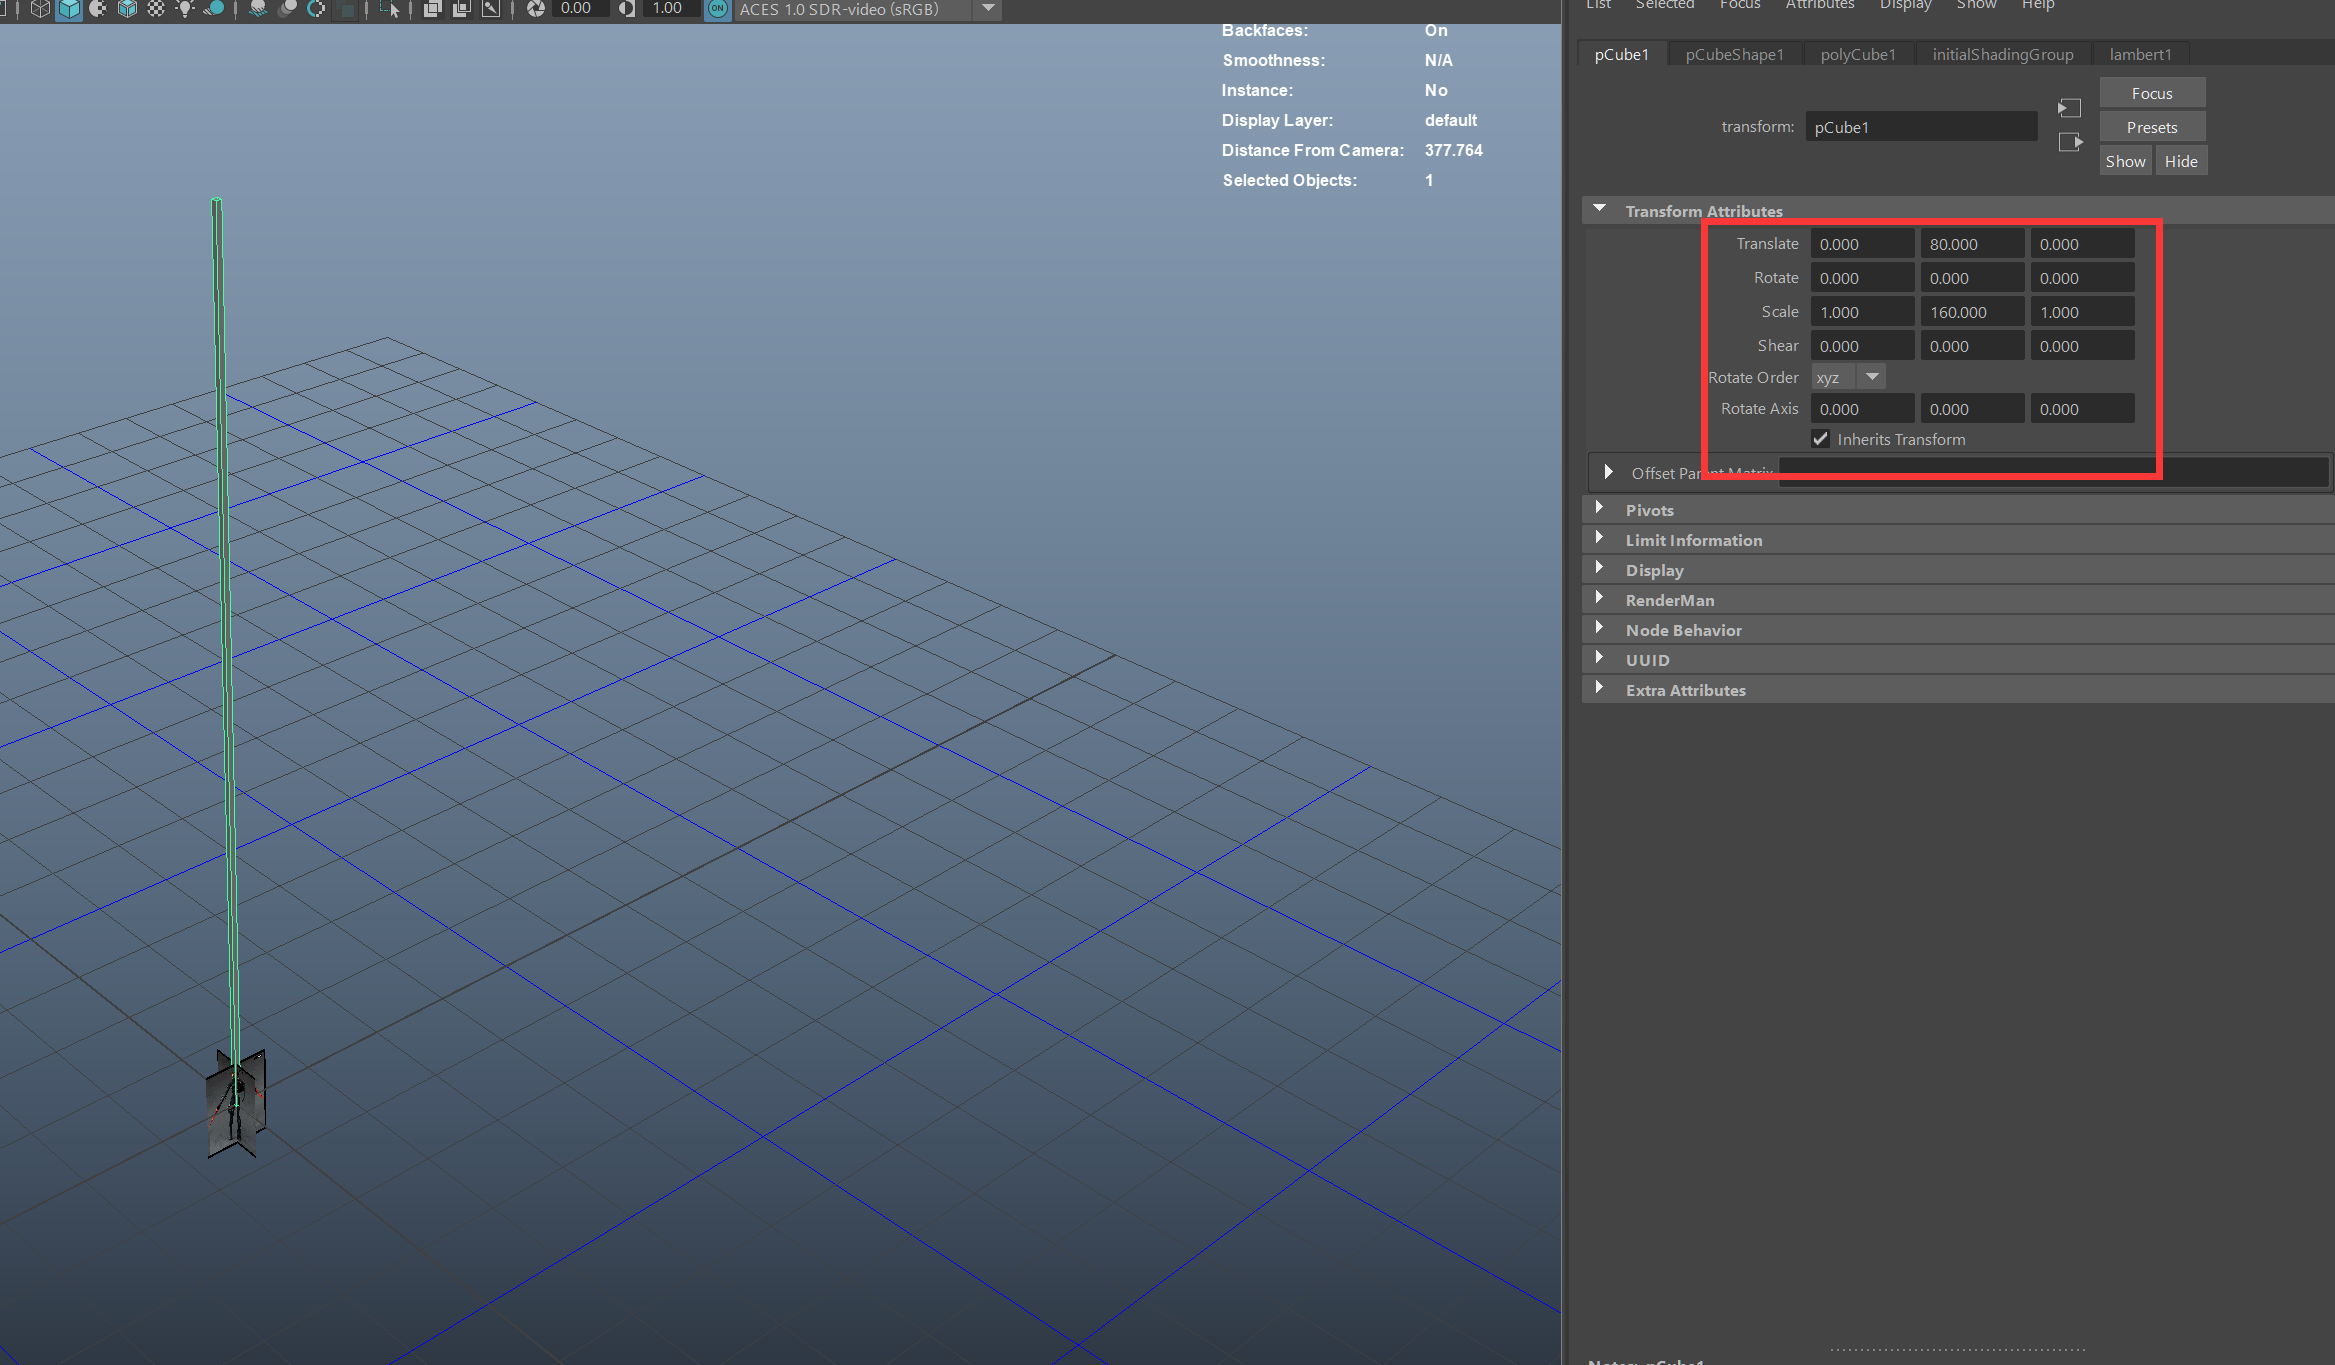 0.00 1.00 ON ACES 1.0 SDR-video (sRGB)
Backfaces: On
Smoothness: N/A
Instance: No
Display Layer: default
Distance From Camera: 377.764
Selected Objects: 1
List Selected Focus Attributes Display Show Help
pCube1 pCubeShape1 polyCube1 initialShadingGroup lambert1
transform: pCube1
Focus
Presets
Show Hide
Transform Attributes
Translate 0.000 80.000 0.000
Rotate 0.000 0.000 0.000
Scale 1.000 160.000 1.000
Shear 0.000 0.000 0.000
Rotate Order xyz
Rotate Axis 0.000 0.000 0.000
Inherits Transform
Offset Parent Matrix
Pivots
Limit Information
Display
RenderMan
Node Behavior
UUID
Extra Attributes
Notes: pCube1